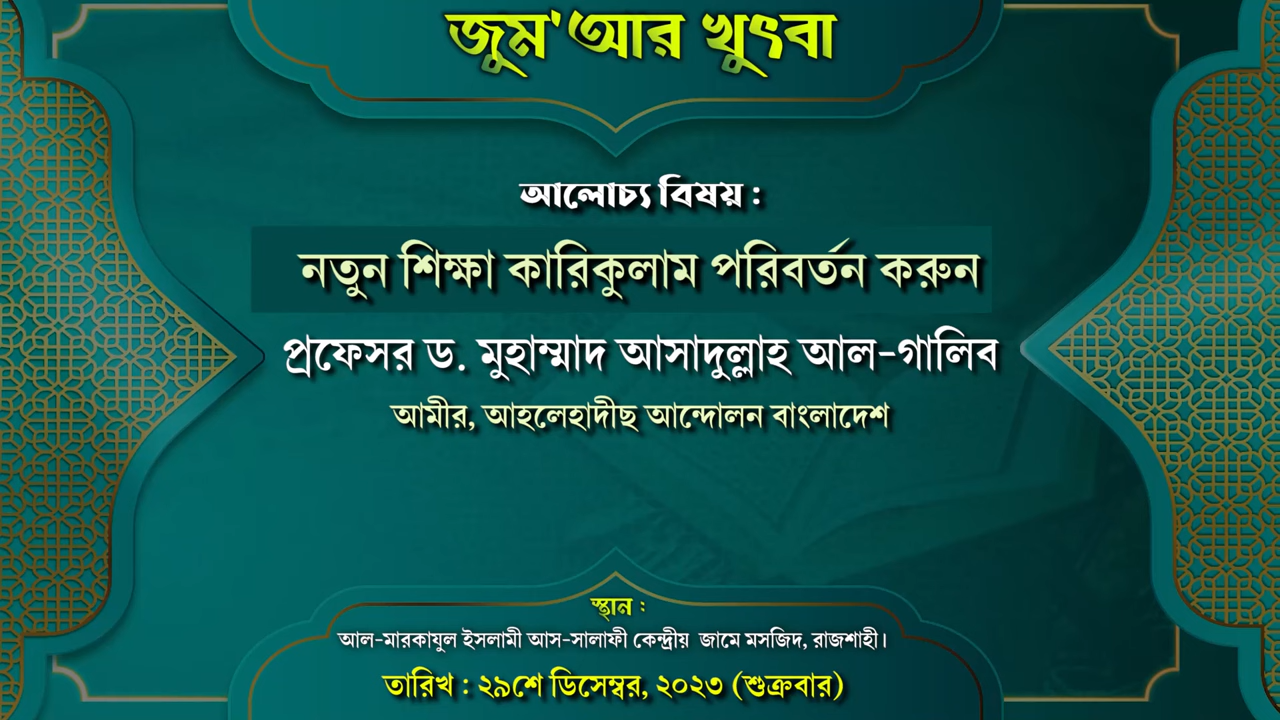 জুম'আর খুৎবা
আলোচ্য বিষয় :
নতুন শিক্ষা কারিকুলাম পরিবর্তন করুন
প্রফেসর ড. মুহাম্মাদ আসাদুল্লাহ আল-গালিব
আমীর, আহলেহাদীছ আন্দোলন বাংলাদেশ
স্থান :
আল-মারকাযুল ইসলামী আস-সালাফী কেন্দ্রীয় জামে মসজিদ, রাজশাহী।
তারিখ : ২৯শে ডিসেম্বর, ২০২৩ (শুক্রবার)